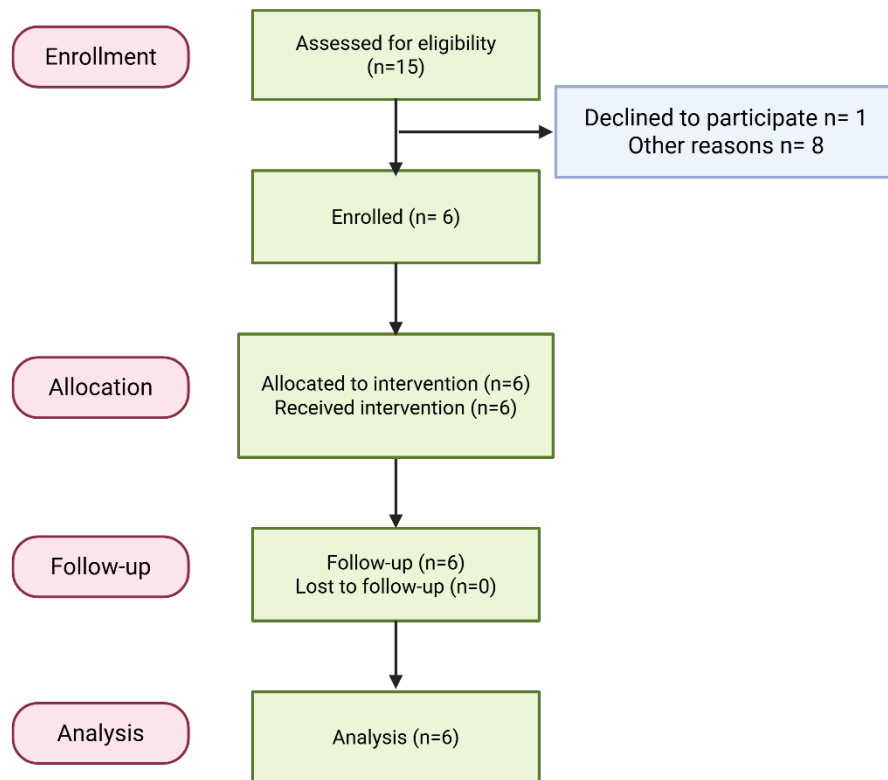 Enrollment
Assessed for eligibility
(n=15)
Declined to participate n= 1
Other reasons n= 8
Enrolled (n= 6)
Allocation
Allocated to intervention (n=6)
Received intervention (n=6)
Follow-up
Follow-up (n=6)
Lost to follow-up (n=0)
Analysis
Analysis (n=6)